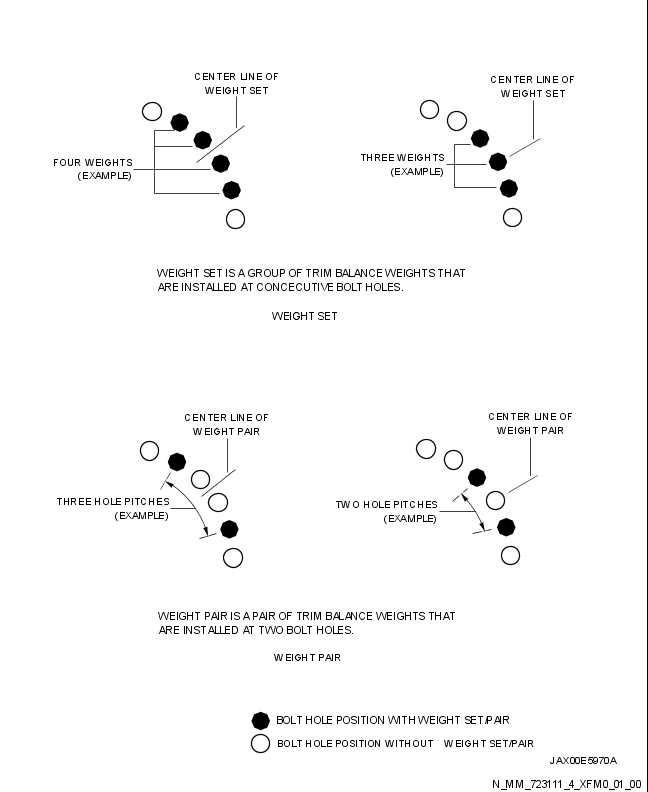 CENTER LINE OF
WEIGHT SET
CENTER LINE OF
WEIGHT SET
FOUR WEIGHTS
(EXAMPLE)
THREE WEIGHTS
(EXAMPLE)
WEIGHT SET IS A GROUP OF TRIM BALANCE WEIGHTS THAT
ARE INSTALLED AT CONCECUTIVE BOLT HOLES.
WEIGHT SET
CENTER LINE OF
WEIGHT PAIR
CENTER LINE OF
WEIGHT PAIR
THREE HOLE PITCHES
(EXAMPLE)
TWO HOLE PITCHES
(EXAMPLE)
WEIGHT PAIR IS A PAIR OF TRIM BALANCE WEIGHTS THAT
ARE INSTALLED AT TWO BOLT HOLES.
WEIGHT PAIR
BOLT HOLE POSITION WITH WEIGHT SET/PAIR
BOLT HOLE POSITION WITHOUT WEIGHT SET/PAIR
JAX00E5970A
N_MM_723111_4_XFM0_01_00